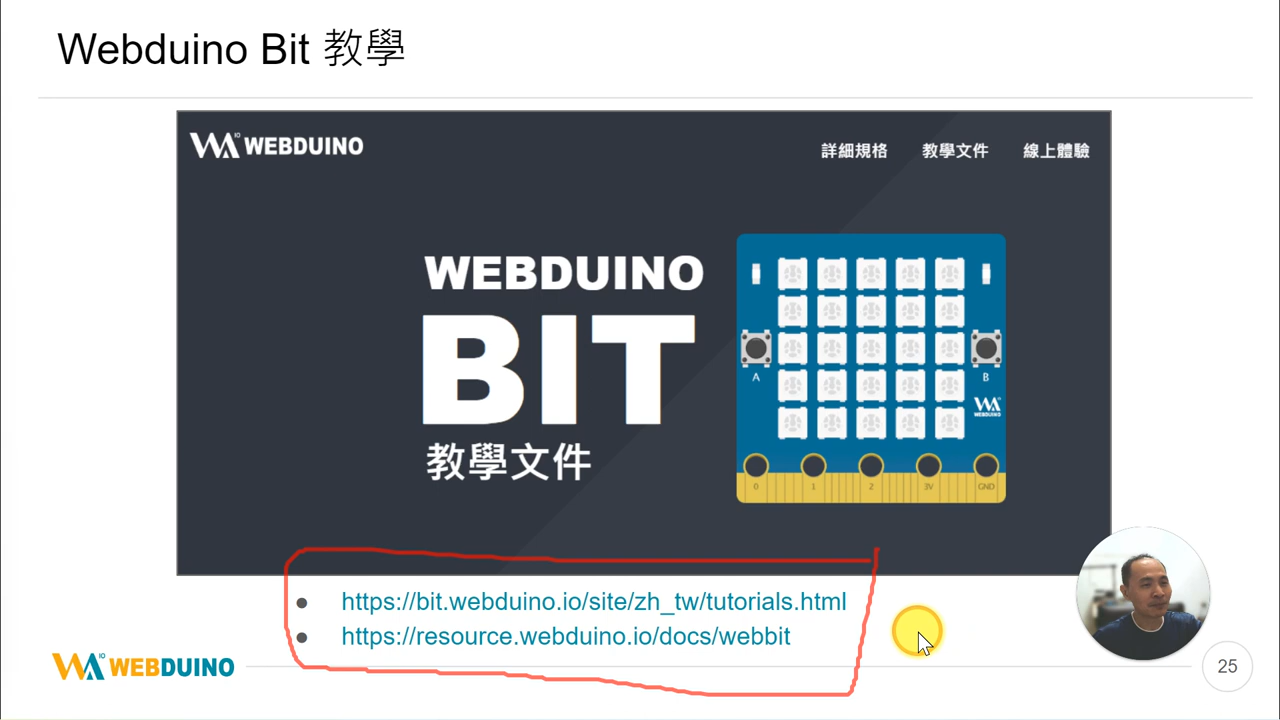 Webduino Bit 教學
WEBDUINO
詳細規格 教學文件 線上體驗
WEBDUINO
BIT
教學文件
A
B
WEBDUINO
0 1 2 3V GND
https://bit.webduino.io/site/zh_tw/tutorials.html
https://resource.webduino.io/docs/webbit
WEBDUINO
25